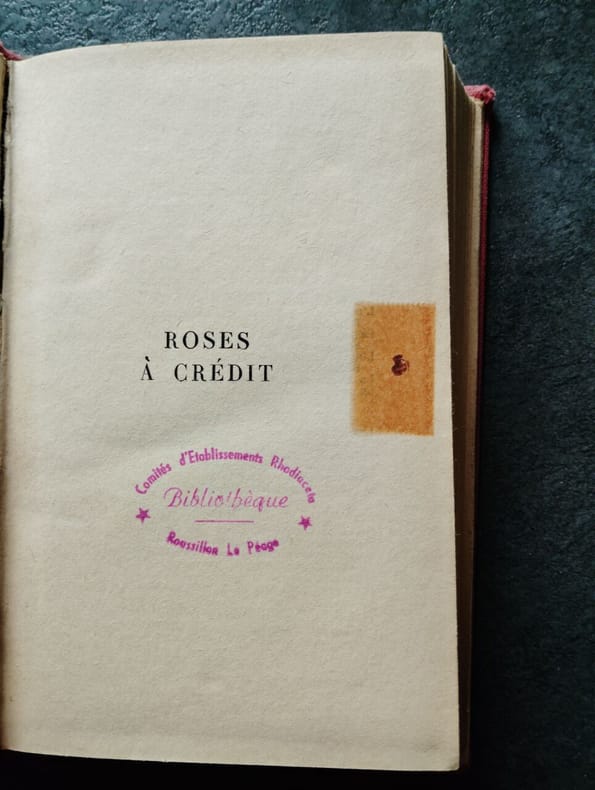 ROSES
À CRÉDIT
Comités d'Etablissements Rhodiaceta
Bibliothèque
Roussillon Le Péage